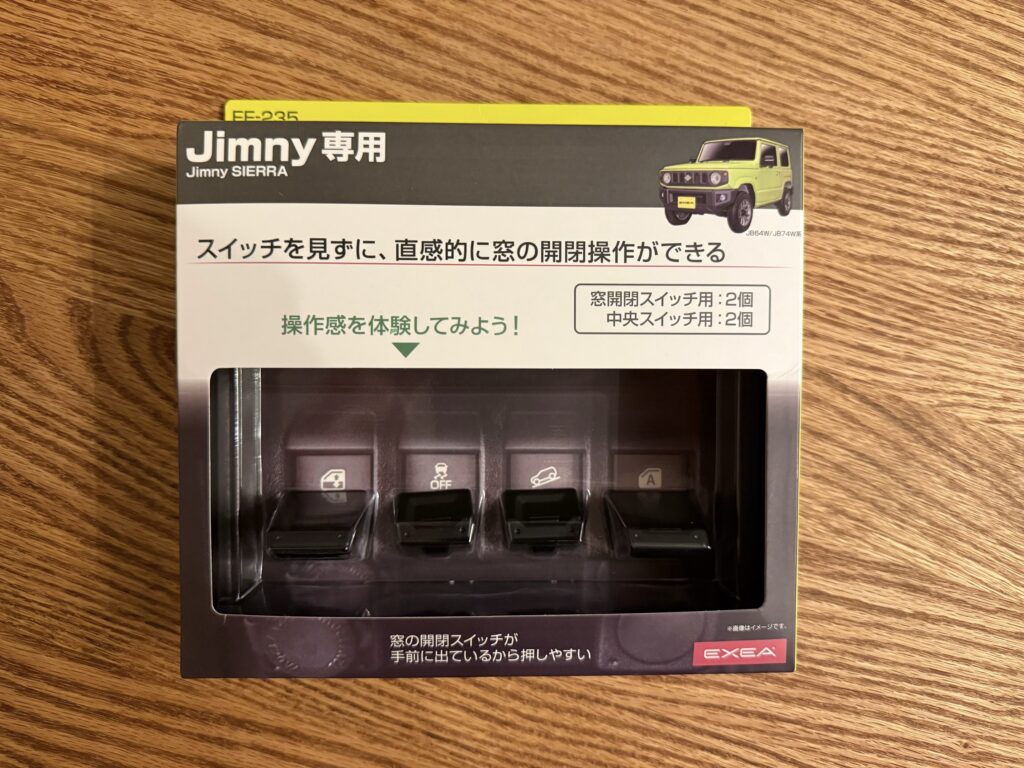 EE-235
Jimny専用
Jimny SIERRA
JB64W/JB74W系
スイッチを見ずに、直感的に窓の開閉操作ができる
窓開閉スイッチ用：2個
中央スイッチ用：2個
操作感を体験してみよう！
OFF
A
※画像はイメージです。
窓の開閉スイッチが
手前に出ているから押しやすい
EXEA